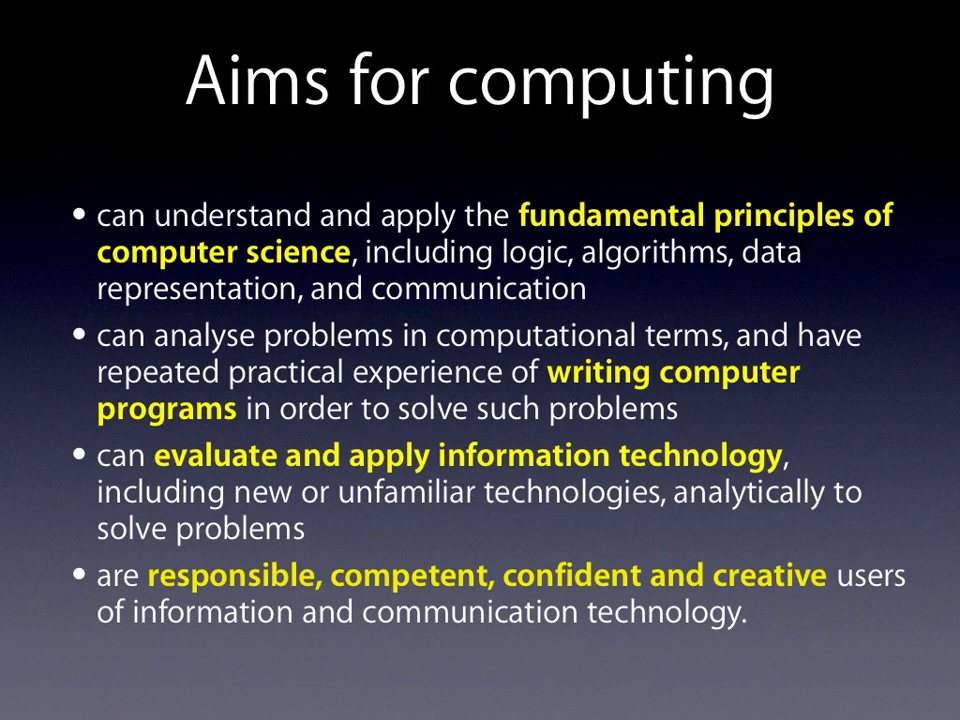 Aims for computing
• can understand and apply the fundamental principles of
computer science, including logic, algorithms, data
representation, and communication
• can analyse problems in computational terms, and have
repeated practical experience of writing computer
programs in order to solve such problems
• can evaluate and apply information technology,
including new or unfamiliar technologies, analytically to
solve problems
• are responsible, competent, confident and creative users
of information and communication technology.